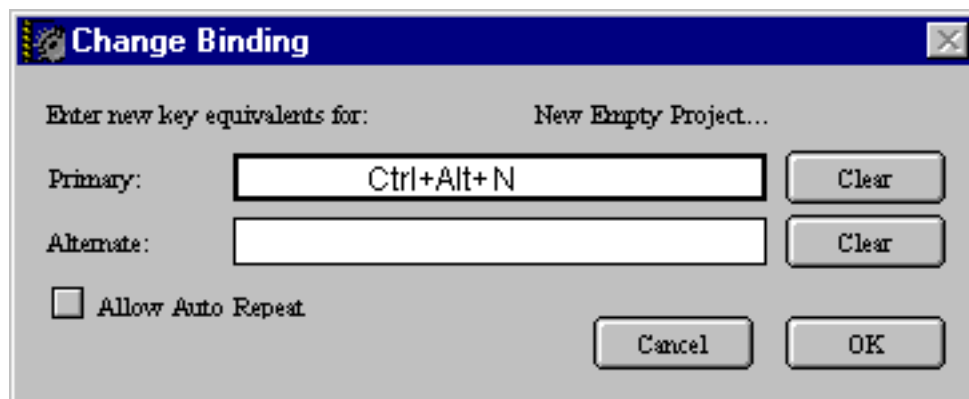 Change Binding
Enter new key equivalents for: New Empty Project...
Primary: Ctrl+Alt+N Clear
Alternate: Clear
Allow Auto Repeat
Cancel OK